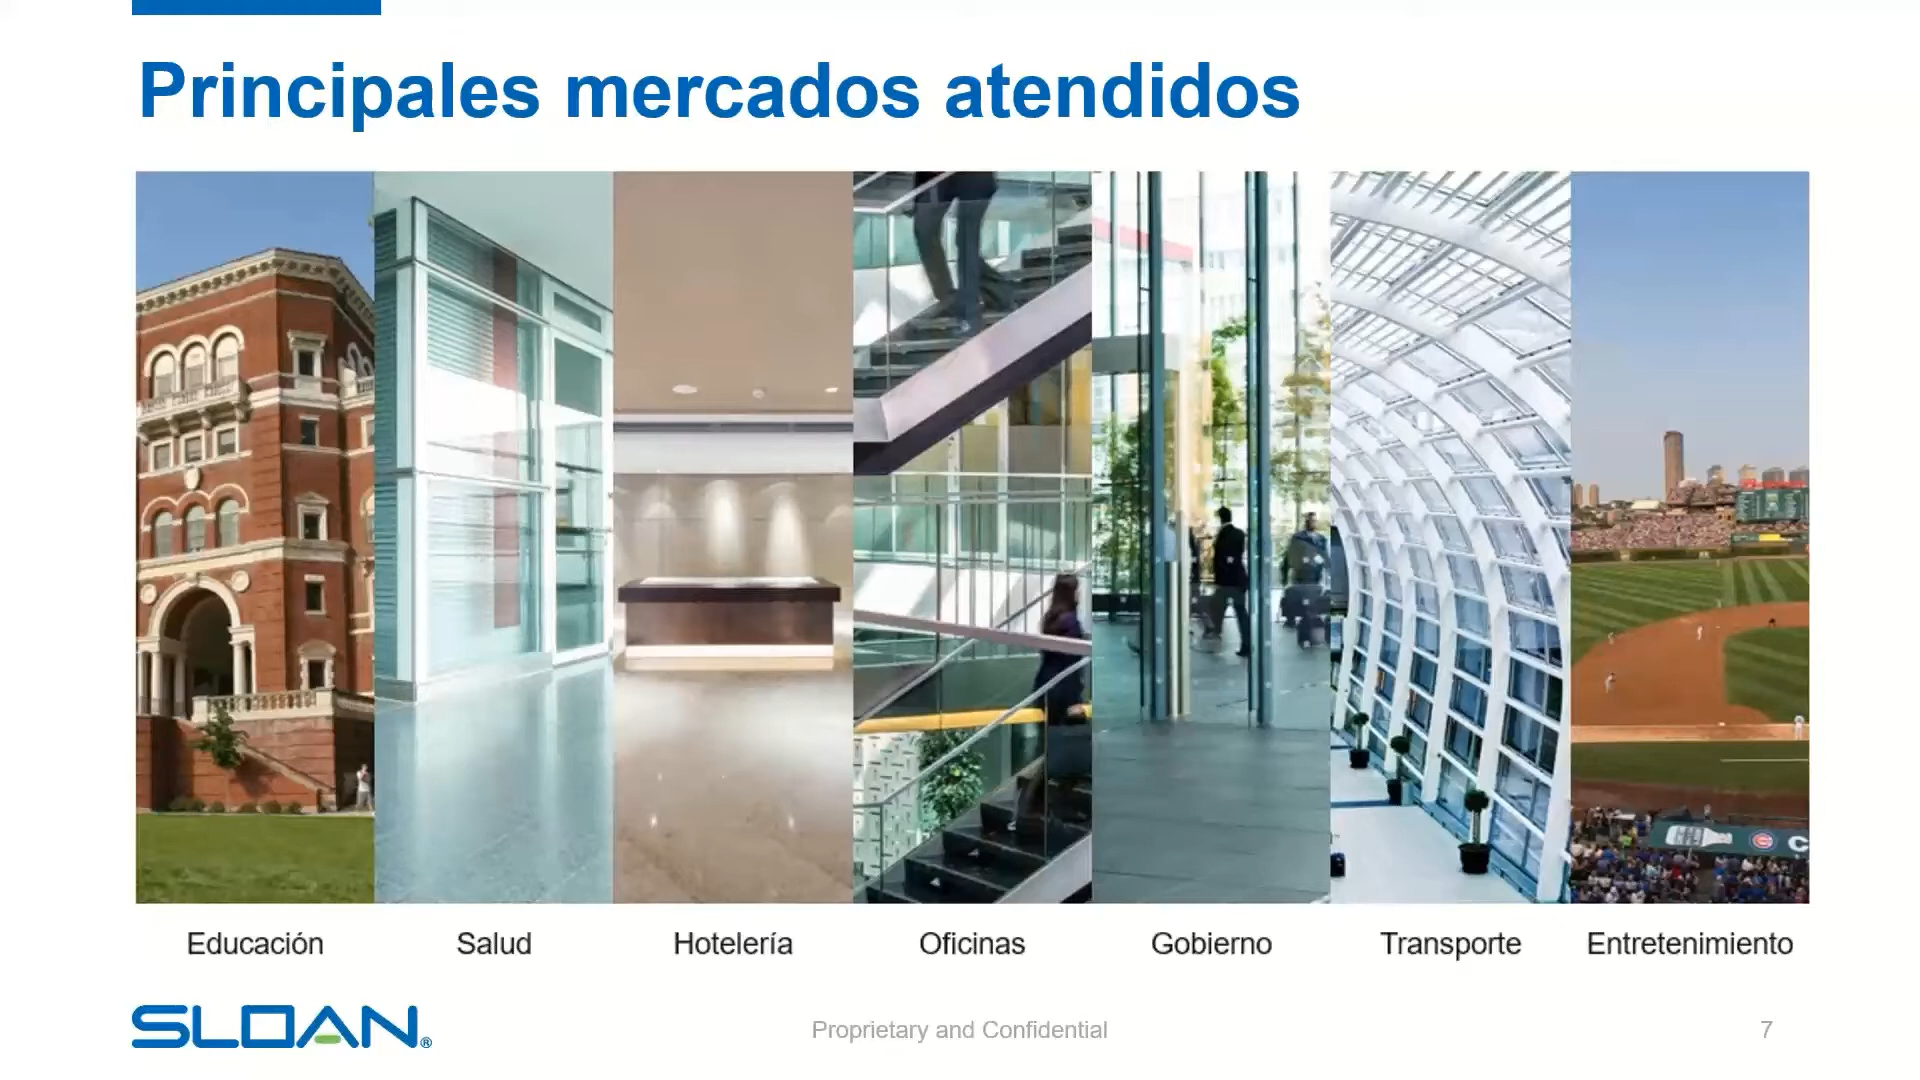 Principales mercados atendidos
Educación
Salud
Hotelería
Oficinas
Gobierno
Transporte
Entretenimiento
SLOAN®
Proprietary and Confidential
7